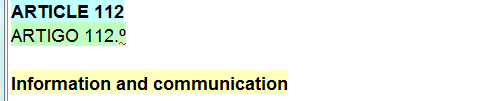 ARTICLE 112
ARTIGO 112.º
Information and communication